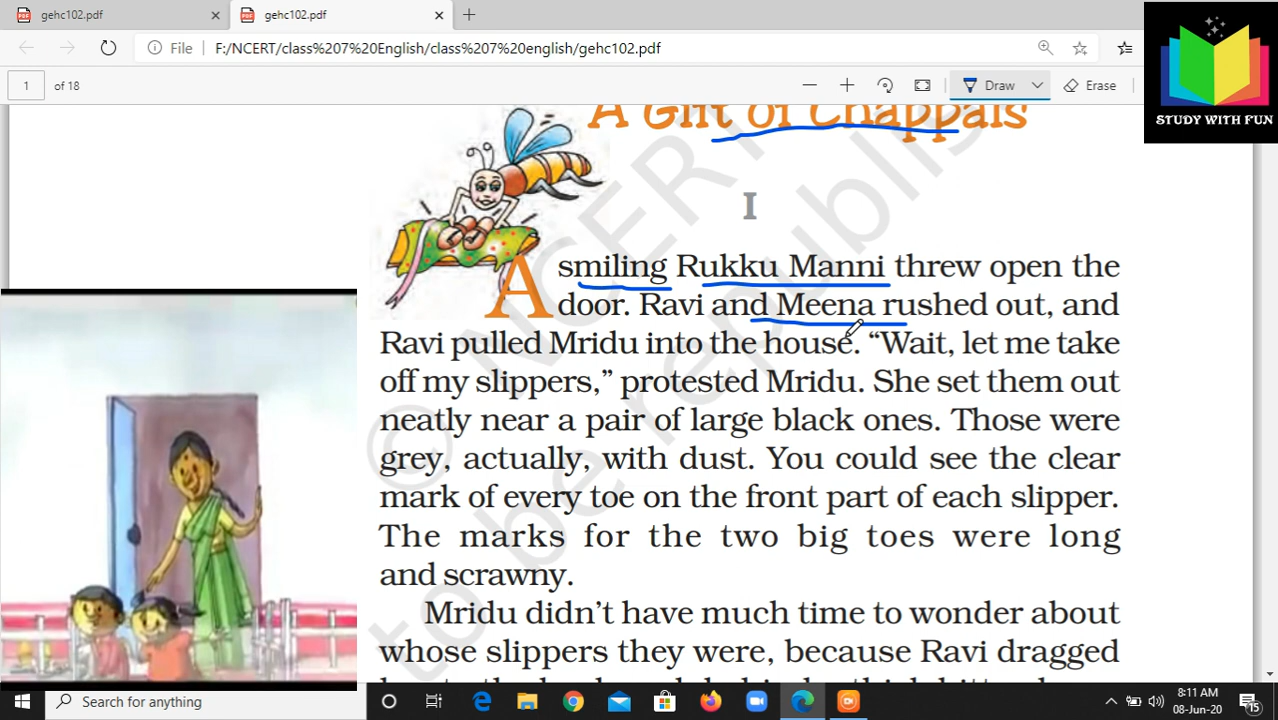 gehc102.pdf
gehc102.pdf
File F:/NCERT/class%207%20English/class%207%20english/gehc102.pdf
1 of 18
Draw
Erase
STUDY WITH FUN
A Gift of Chappals
© NCERT
to be republis
I
A smiling Rukku Manni threw open the
door. Ravi and Meena rushed out, and
Ravi pulled Mridu into the house. “Wait, let me take
off my slippers,” protested Mridu. She set them out
neatly near a pair of large black ones. Those were
grey, actually, with dust. You could see the clear
mark of every toe on the front part of each slipper.
The marks for the two big toes were long
and scrawny.
Mridu didn’t have much time to wonder about
whose slippers they were, because Ravi dragged
Search for anything
8:11 AM
08-Jun-20
15